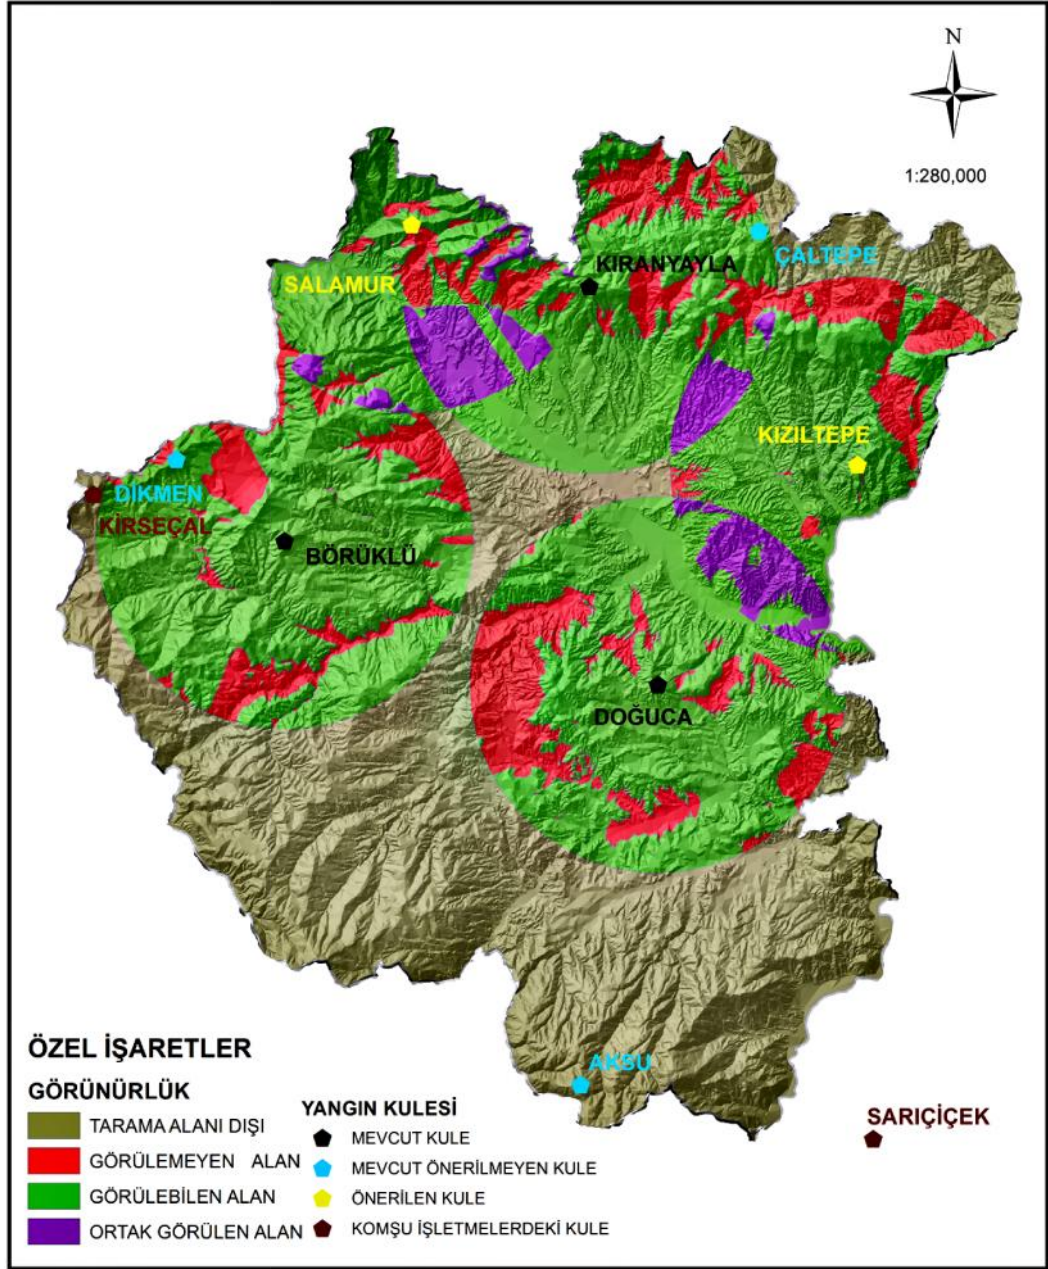 N
1:280,000
ÇALTEPE
KIRANYAYLA
SALAMUR
KIZILTEPE
DİKMEN
KİRSEÇAL
BÖRÜKLÜ
DOĞUCA
AKSU
SARIÇİÇEK
ÖZEL İŞARETLER
GÖRÜNÜRLÜK
TARAMA ALANI DIŞI
GÖRÜLEMEYEN ALAN
GÖRÜLEBİLEN ALAN
ORTAK GÖRÜLEN ALAN
YANGIN KULESİ
MEVCUT KULE
MEVCUT ÖNERİLMEYEN KULE
ÖNERİLEN KULE
KOMŞU İŞLETMELERDEKİ KULE